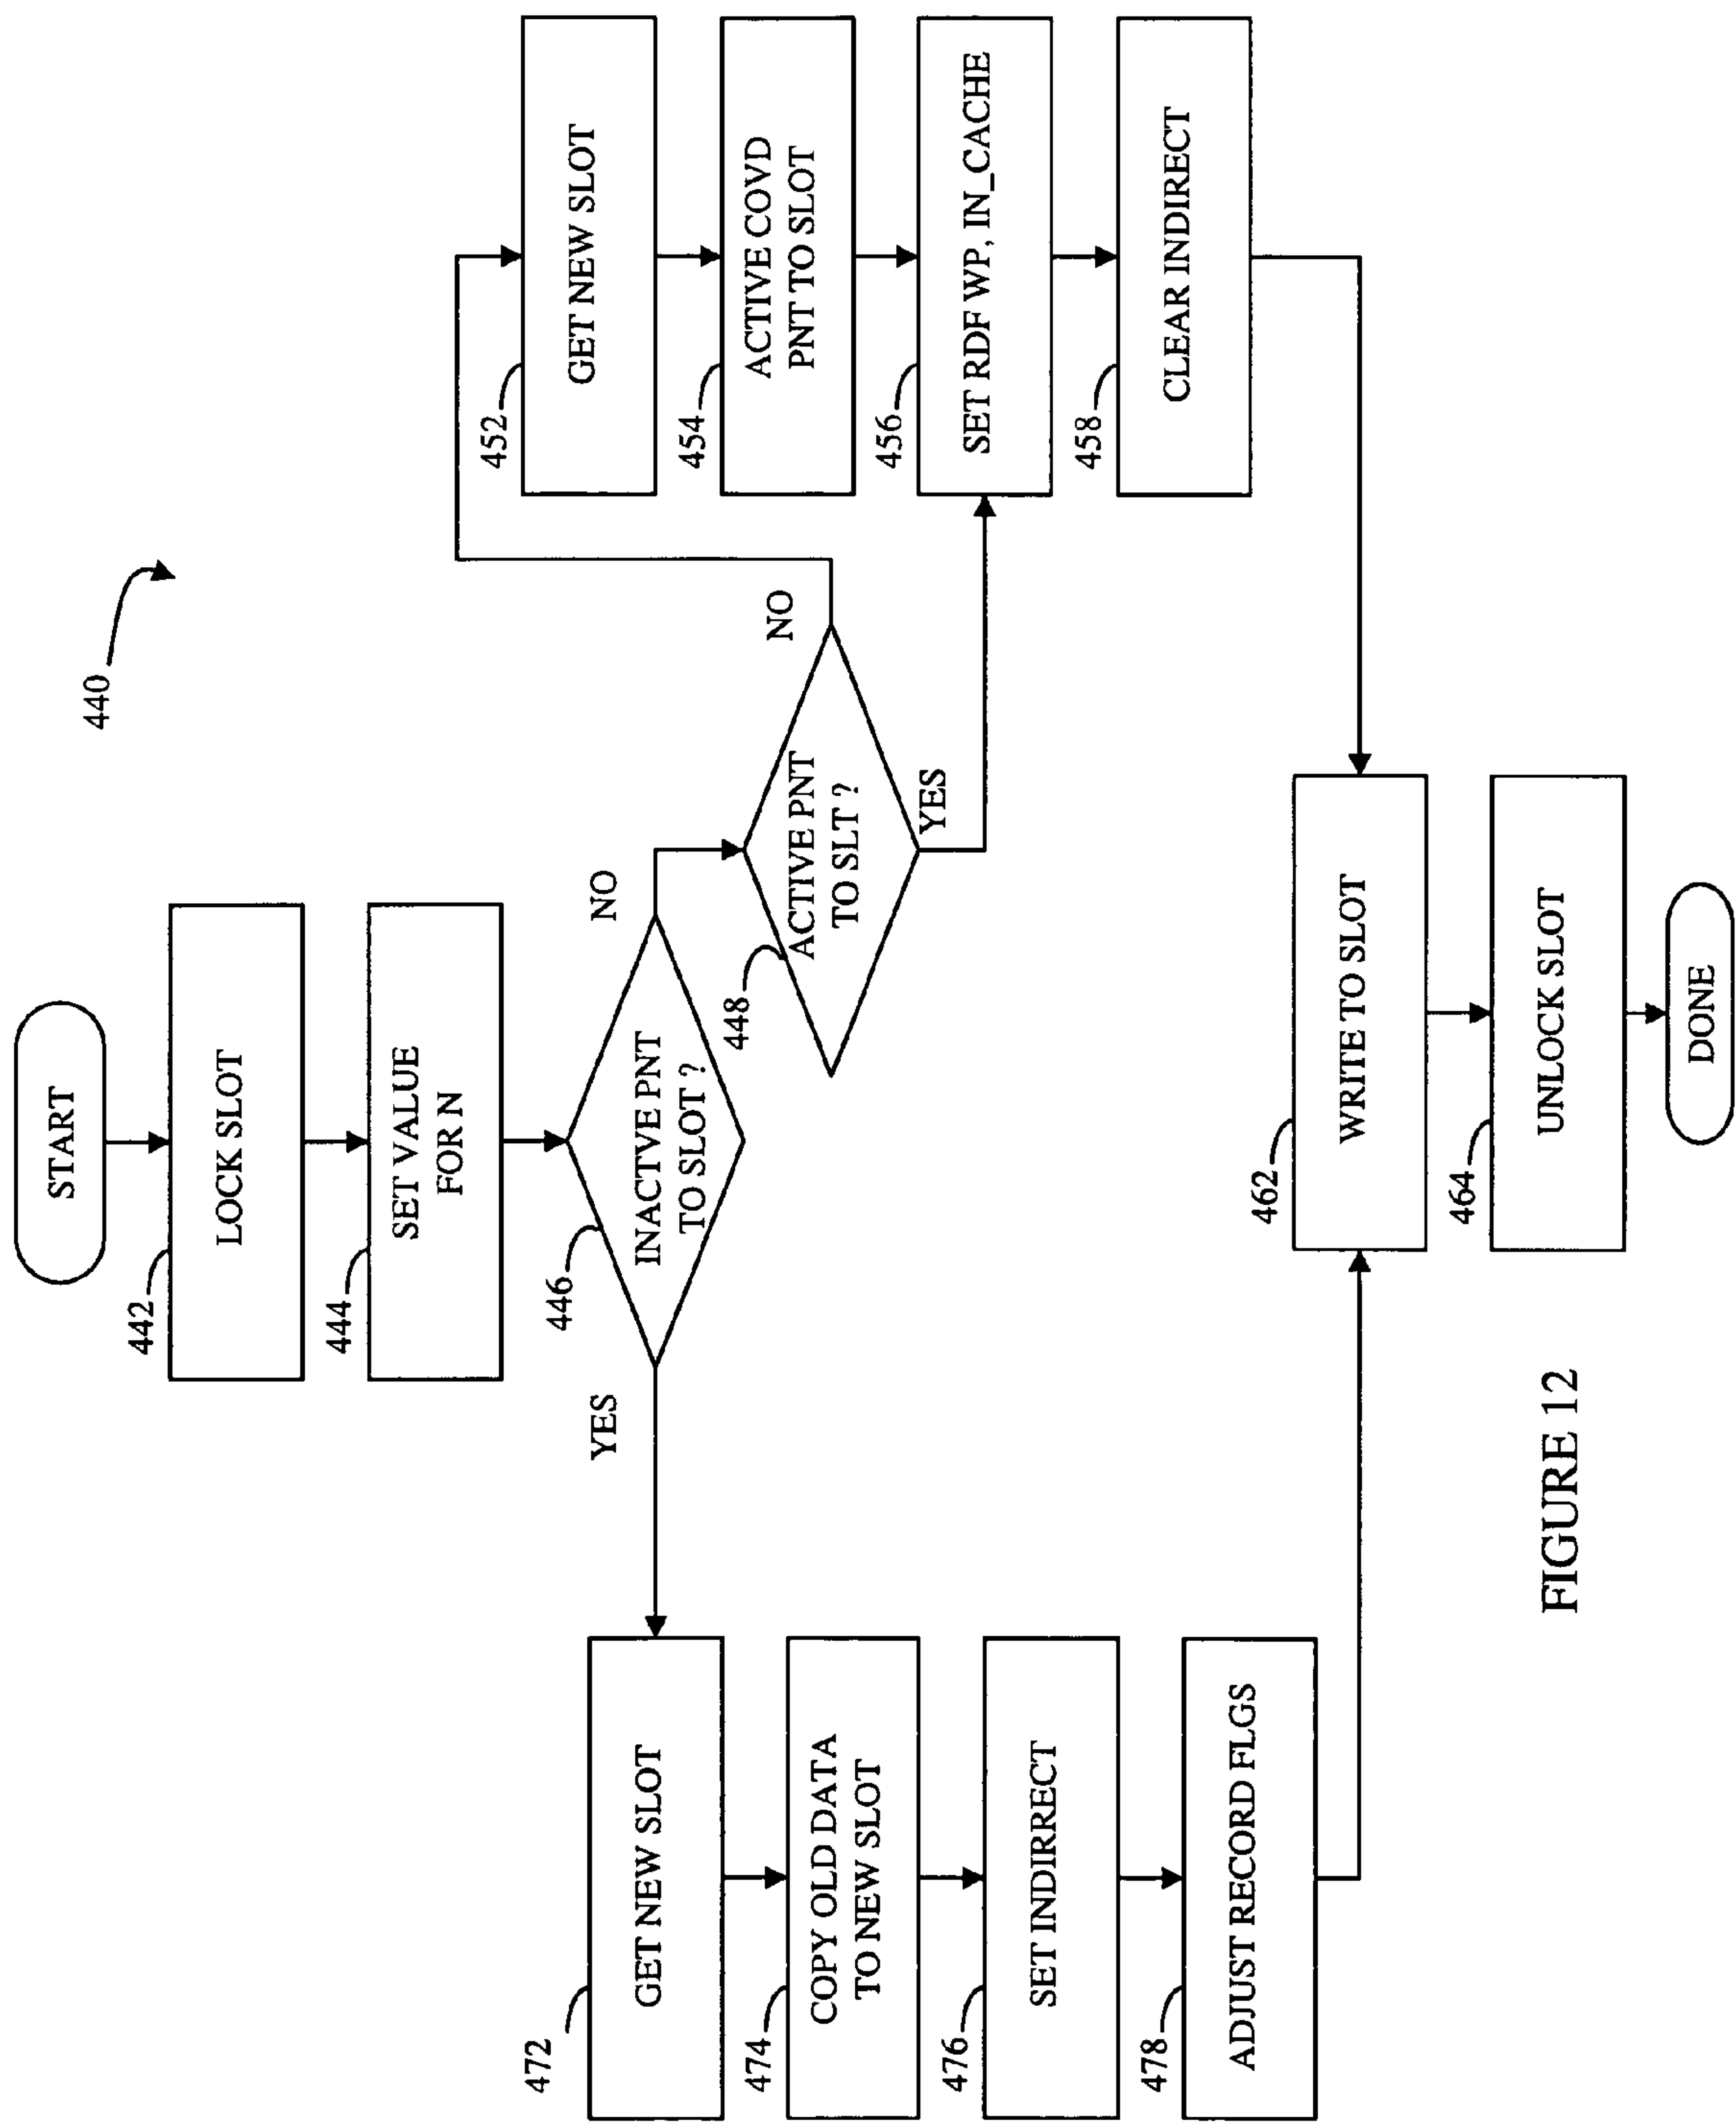 440
START
442
LOCK SLOT
444
SET VALUE
FOR N
446
INACTVE PNT
TO SLOT ?
YES
NO
448
ACTIVE PNT
TO SLT ?
NO
YES
452
GET NEW SLOT
454
ACTIVE COVD
PNT TO SLOT
456
SET RDF WP, IN_CACHE
458
CLEAR INDIRECT
472
GET NEW SLOT
474
COPY OLD DATA
TO NEW SLOT
476
SET INDIRRECT
478
ADJUST RECORD FLGS
462
WRITE TO SLOT
464
UNLOCK SLOT
DONE
FIGURE 12